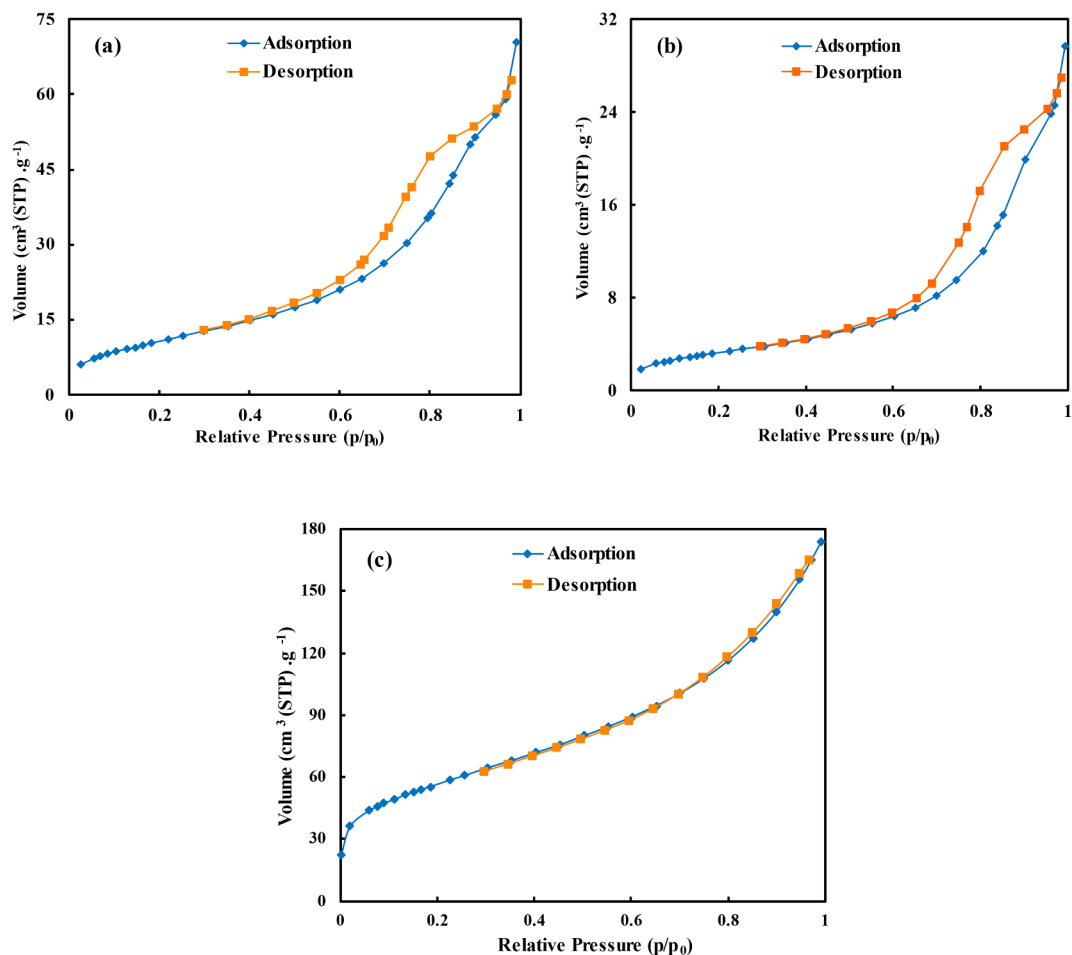 (a)
Adsorption
Desorption
Volume (cm³ (STP) .g⁻¹)
75
60
45
30
15
0
0 0.2 0.4 0.6 0.8 1
Relative Pressure (p/p₀)
(b)
Adsorption
Desorption
Volume (cm³ (STP) .g⁻¹)
32
24
16
8
0
0 0.2 0.4 0.6 0.8 1
Relative Pressure (p/p₀)
(c)
Adsorption
Desorption
Volume (cm³ (STP) .g⁻¹)
180
150
120
90
60
30
0
0 0.2 0.4 0.6 0.8 1
Relative Pressure (p/p₀)